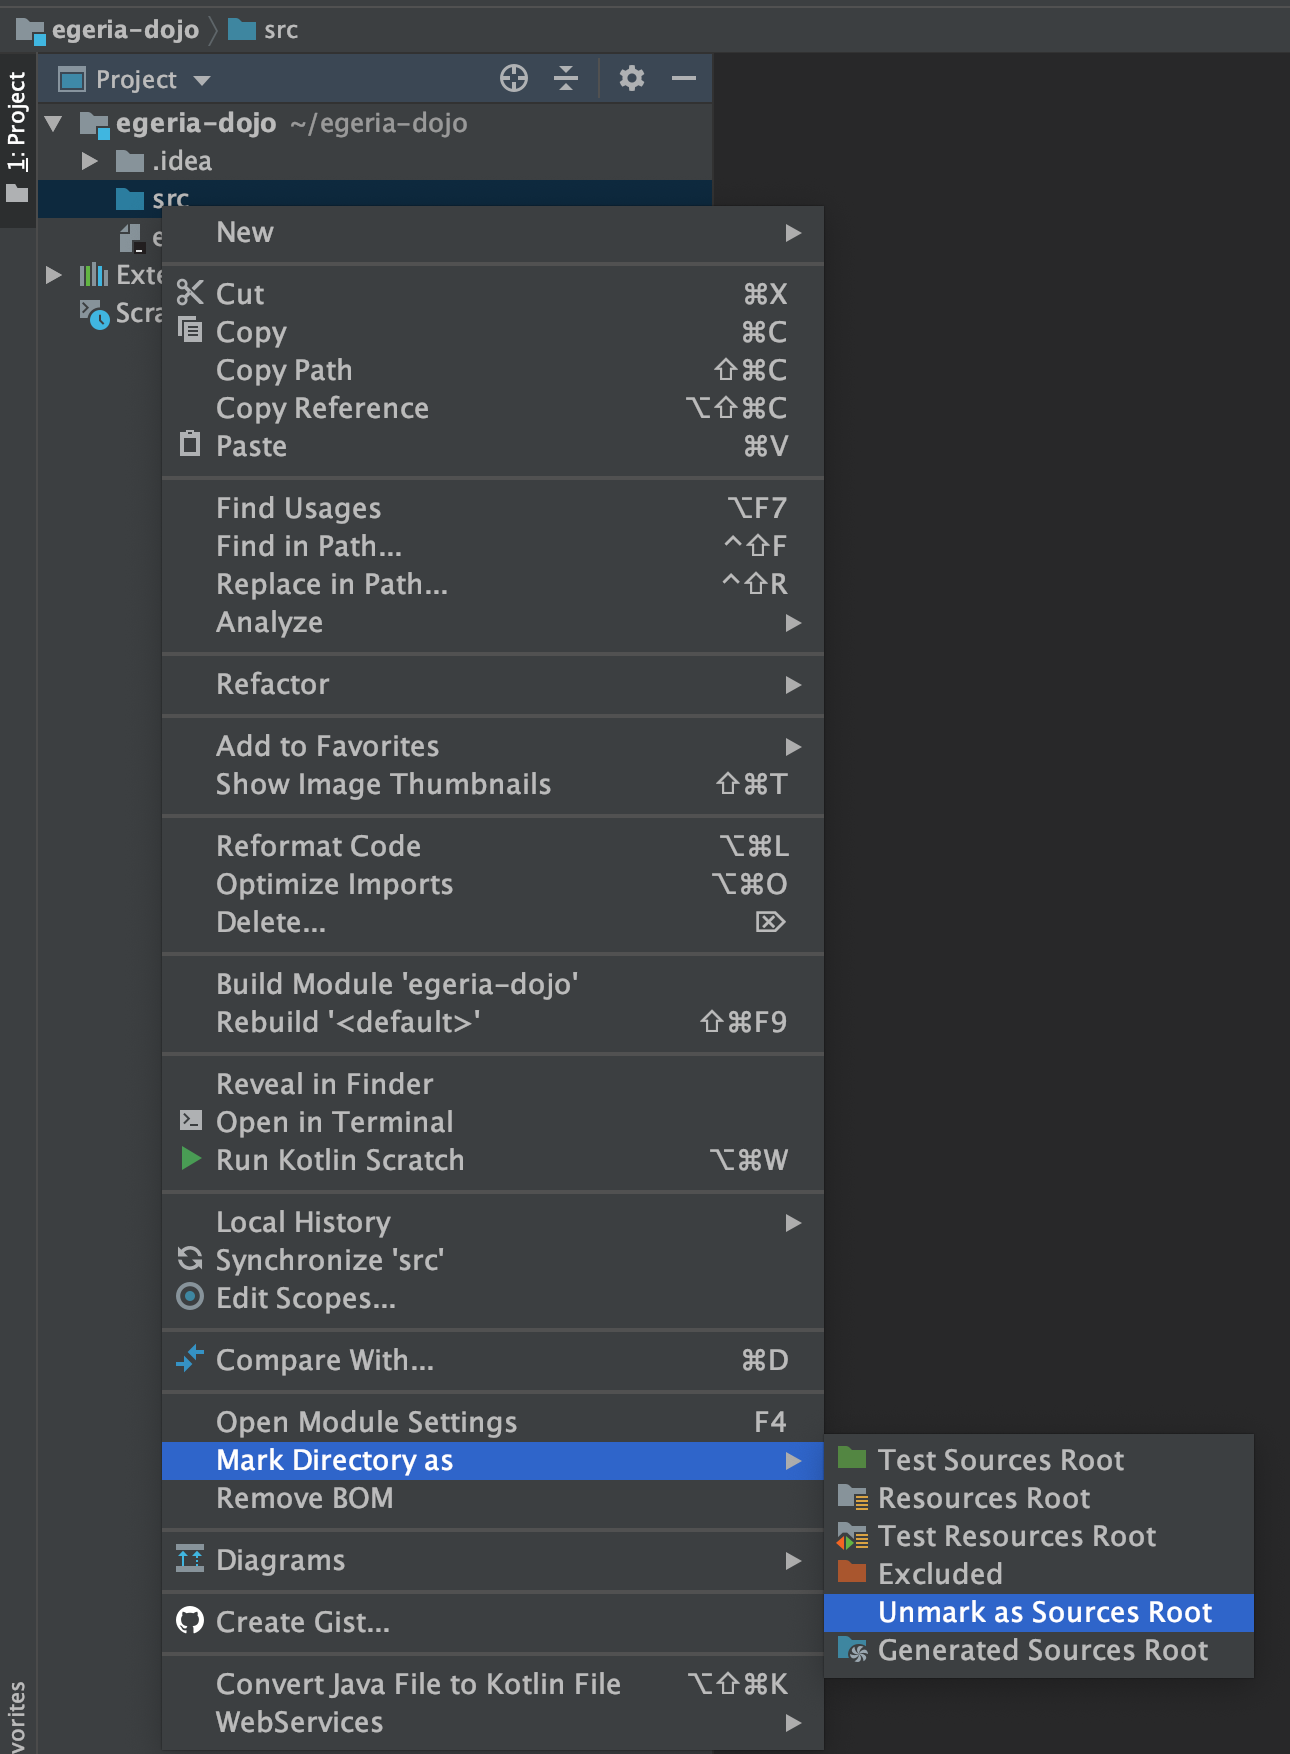 egeria-dojo src
1: Project
Project
egeria-dojo ~/egeria-dojo
.idea
src
New
Cut ⌘X
Copy ⌘C
Copy Path ⇧⌘C
Copy Reference ⌥⇧⌘C
Paste ⌘V
Find Usages ⌥F7
Find in Path... ^⇧F
Replace in Path... ^⇧R
Analyze
Refactor
Add to Favorites
Show Image Thumbnails ⇧⌘T
Reformat Code ⌥⌘L
Optimize Imports ⌥⌘O
Delete... ⌦
Build Module 'egeria-dojo'
Rebuild '<default>' ⇧⌘F9
Reveal in Finder
Open in Terminal
Run Kotlin Scratch ⌥⌘W
Local History
Synchronize 'src'
Edit Scopes...
Compare With... ⌘D
Open Module Settings F4
Mark Directory as
Remove BOM
Diagrams
Create Gist...
Convert Java File to Kotlin File ⌥⇧⌘K
WebServices
Test Sources Root
Resources Root
Test Resources Root
Excluded
Unmark as Sources Root
Generated Sources Root